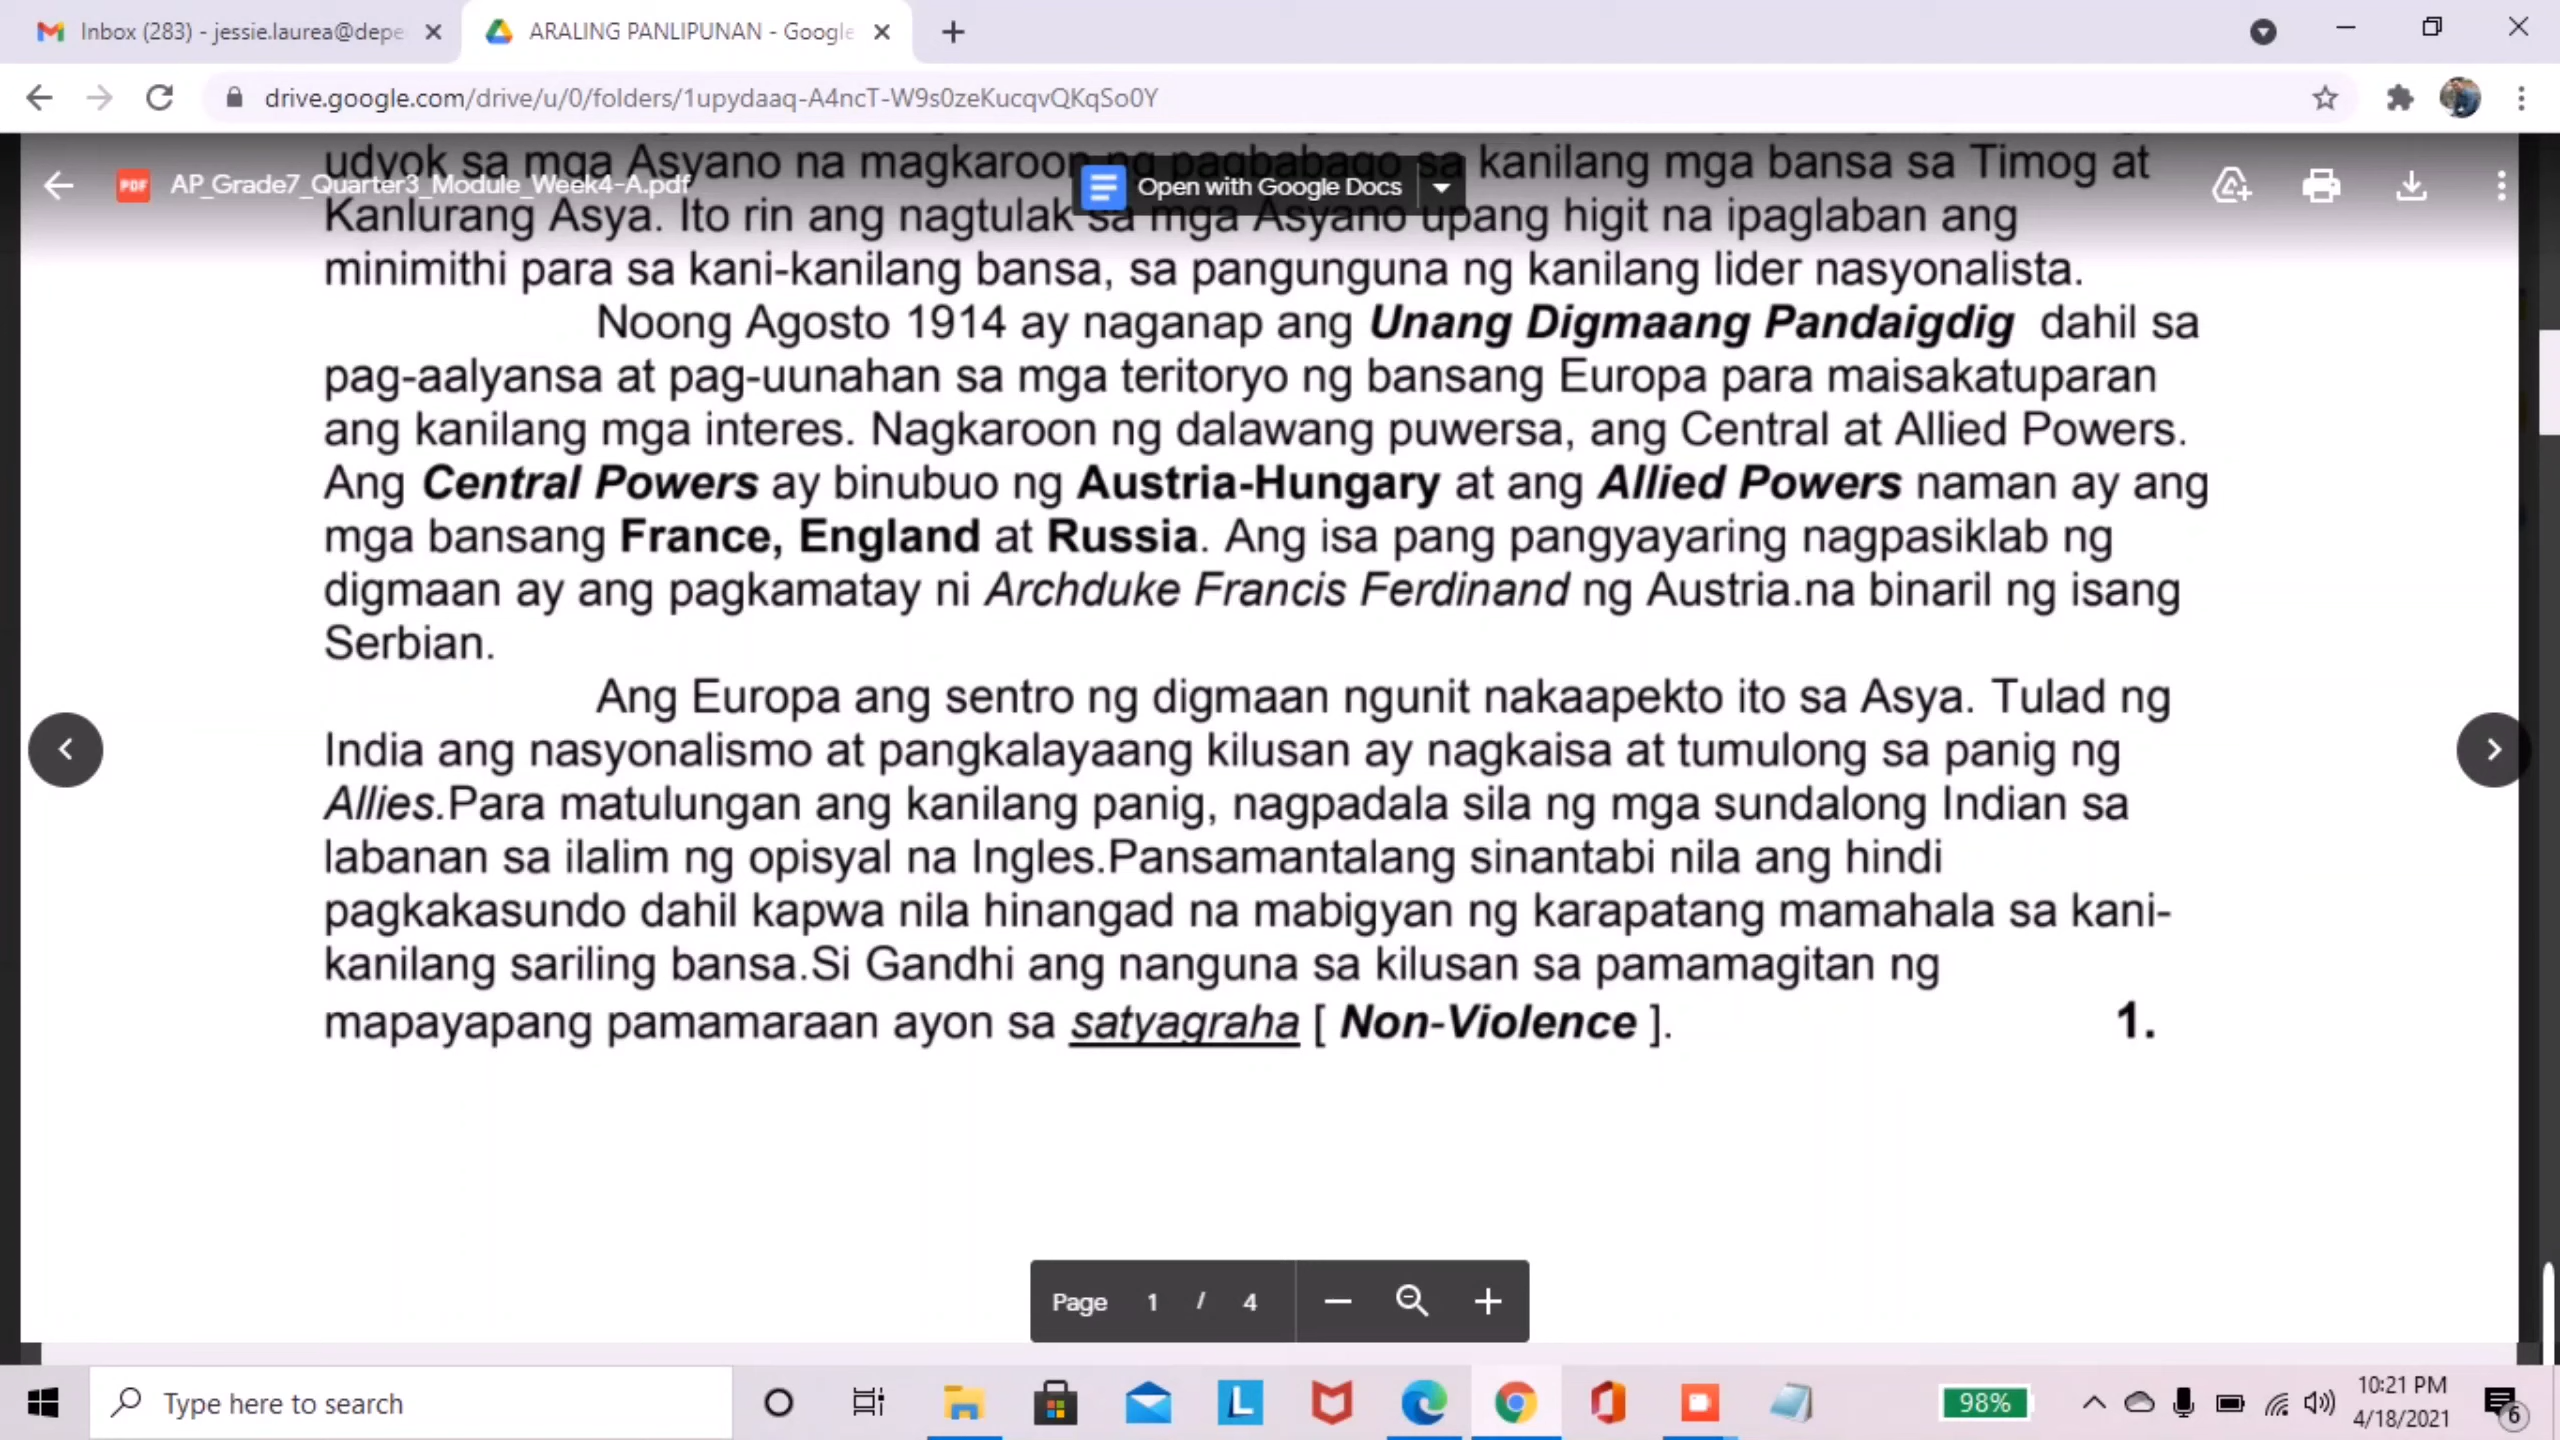 Inbox (283) - jessie.laurea@depe
ARALING PANLIPUNAN - Google
drive.google.com/drive/u/0/folders/1upydaaq-A4ncT-W9s0zeKucqvQKqSo0Y
udyok sa mga Asyano na magkaroon ng pagbabago sa kanilang mga bansa sa Timog at
PDF AP_Grade7_Quarter3_Module_Week4-A.pdf
Open with Google Docs
Kanlurang Asya. Ito rin ang nagtulak sa mga Asyano upang higit na ipaglaban ang
minimithi para sa kani-kanilang bansa, sa pangunguna ng kanilang lider nasyonalista.
Noong Agosto 1914 ay naganap ang Unang Digmaang Pandaigdig dahil sa
pag-aalyansa at pag-uunahan sa mga teritoryo ng bansang Europa para maisakatuparan
ang kanilang mga interes. Nagkaroon ng dalawang puwersa, ang Central at Allied Powers.
Ang Central Powers ay binubuo ng Austria-Hungary at ang Allied Powers naman ay ang
mga bansang France, England at Russia. Ang isa pang pangyayaring nagpasiklab ng
digmaan ay ang pagkamatay ni Archduke Francis Ferdinand ng Austria.na binaril ng isang
Serbian.
Ang Europa ang sentro ng digmaan ngunit nakaapekto ito sa Asya. Tulad ng
India ang nasyonalismo at pangkalayaang kilusan ay nagkaisa at tumulong sa panig ng
Allies.Para matulungan ang kanilang panig, nagpadala sila ng mga sundalong Indian sa
labanan sa ilalim ng opisyal na Ingles.Pansamantalang sinantabi nila ang hindi
pagkakasundo dahil kapwa nila hinangad na mabigyan ng karapatang mamahala sa kani-
kanilang sariling bansa.Si Gandhi ang nanguna sa kilusan sa pamamagitan ng
mapayapang pamamaraan ayon sa satyagraha [ Non-Violence ]. 1.
Page 1 / 4
Type here to search
98%
10:21 PM
4/18/2021
6